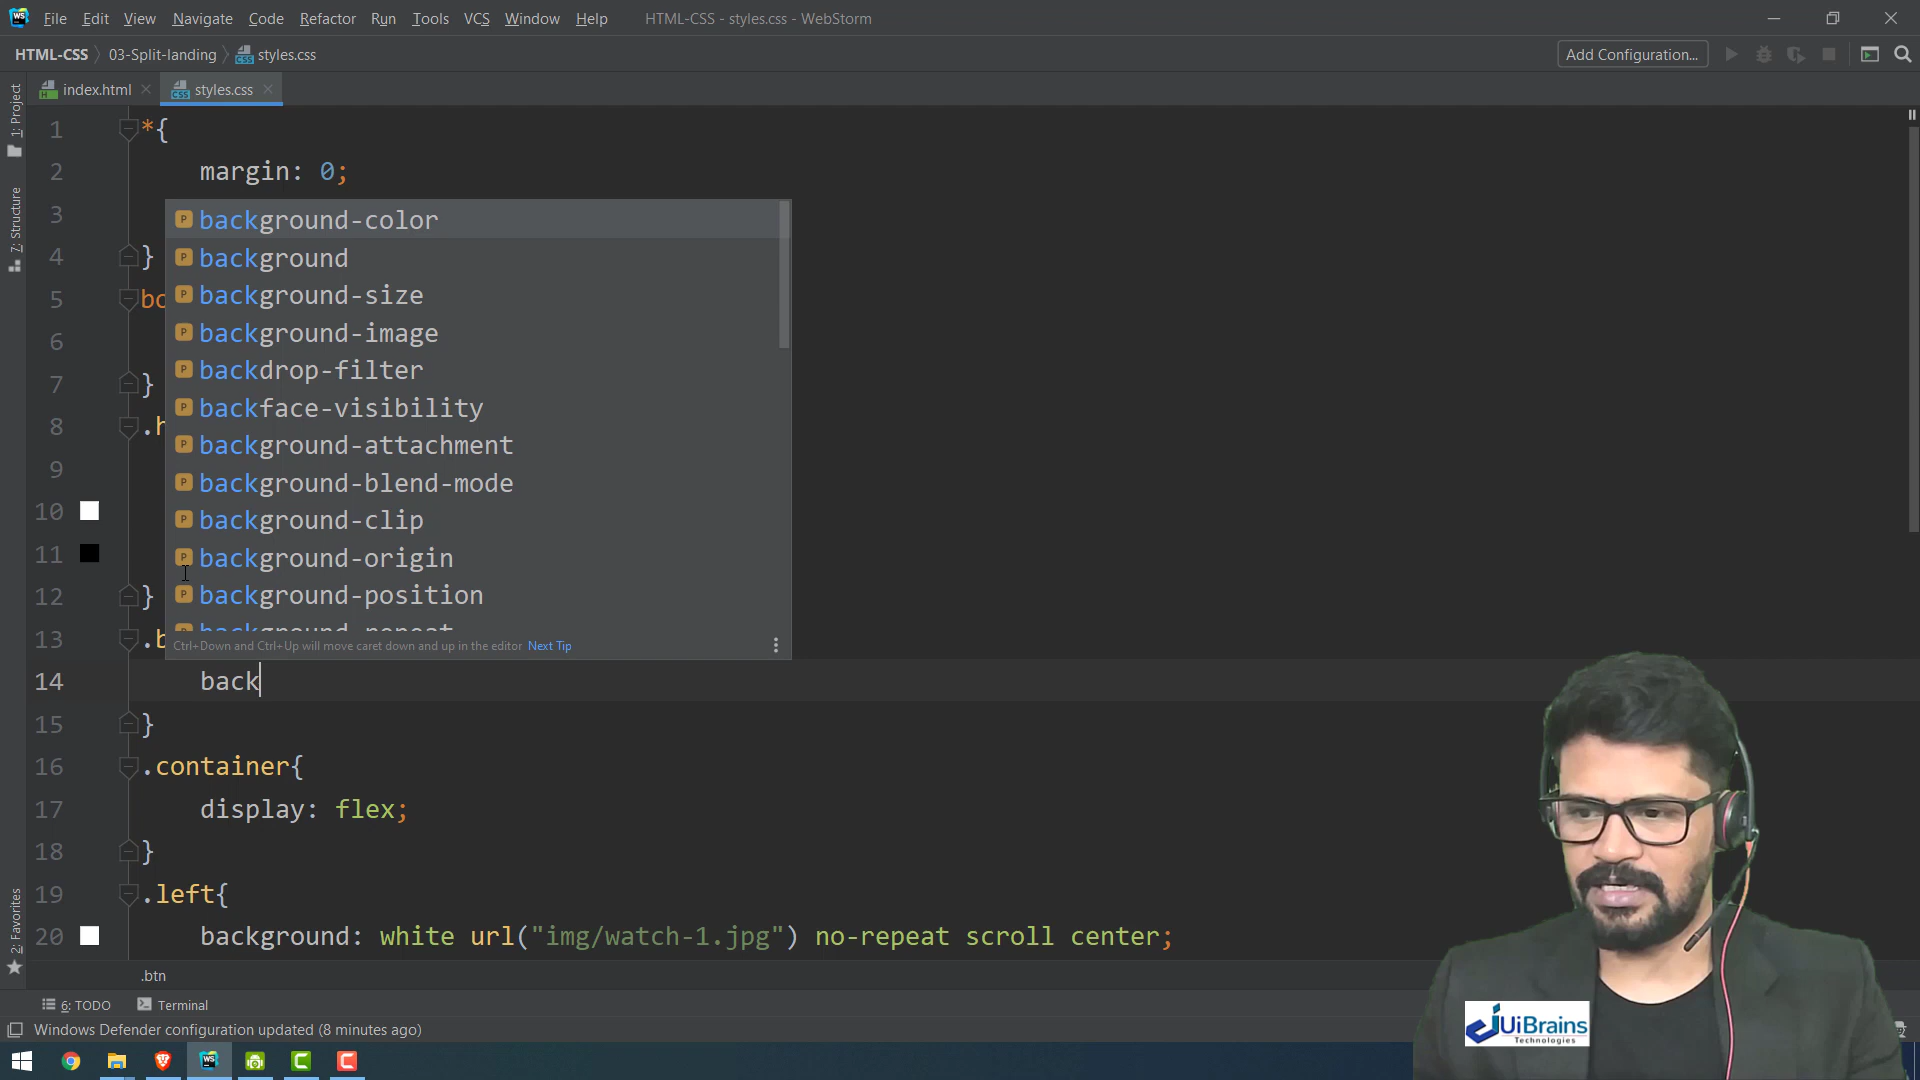 File Edit View Navigate Code Refactor Run Tools VCS Window Help HTML-CSS - styles.css - WebStorm
HTML-CSS 03-Split-landing styles.css Add Configuration...
index.html styles.css
1: Project
7: Structure
2: Favorites
1 *{
2 margin: 0;
3
4 }
5 bo
6
7 }
8 .h
9
10
11
12 }
13 .b
background-color
background
background-size
background-image
backdrop-filter
backface-visibility
background-attachment
background-blend-mode
background-clip
background-origin
background-position
background-repeat
Ctrl+Down and Ctrl+Up will move caret down and up in the editor Next Tip
14 back
15 }
16 .container{
17 display: flex;
18 }
19 .left{
20 background: white url("img/watch-1.jpg") no-repeat scroll center;
.btn
6: TODO Terminal
Windows Defender configuration updated (8 minutes ago)
UiBrains
Technologies